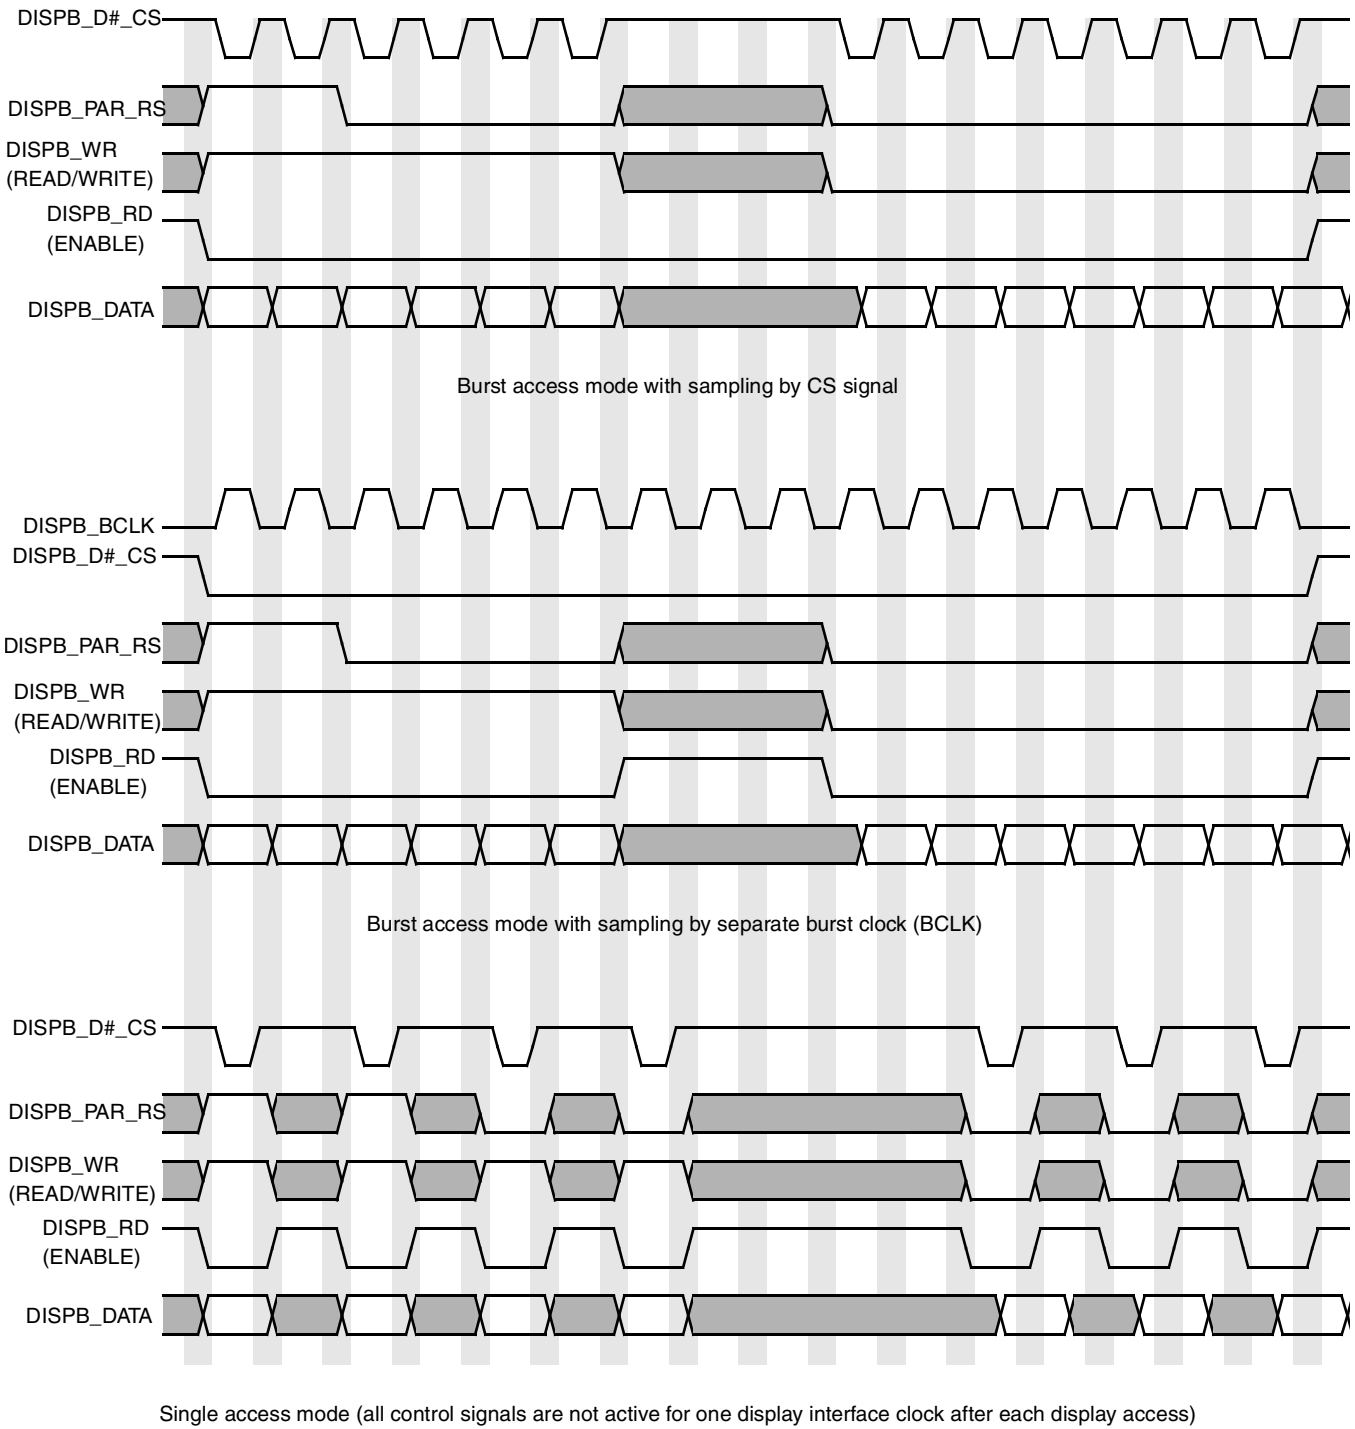 DISPB_D#_CS
DISPB_PAR_RS
DISPB_WR
(READ/WRITE)
DISPB_RD
(ENABLE)
DISPB_DATA
Burst access mode with sampling by CS signal
DISPB_BCLK
DISPB_D#_CS
DISPB_PAR_RS
DISPB_WR
(READ/WRITE)
DISPB_RD
(ENABLE)
DISPB_DATA
Burst access mode with sampling by separate burst clock (BCLK)
DISPB_D#_CS
DISPB_PAR_RS
DISPB_WR
(READ/WRITE)
DISPB_RD
(ENABLE)
DISPB_DATA
Single access mode (all control signals are not active for one display interface clock after each display access)